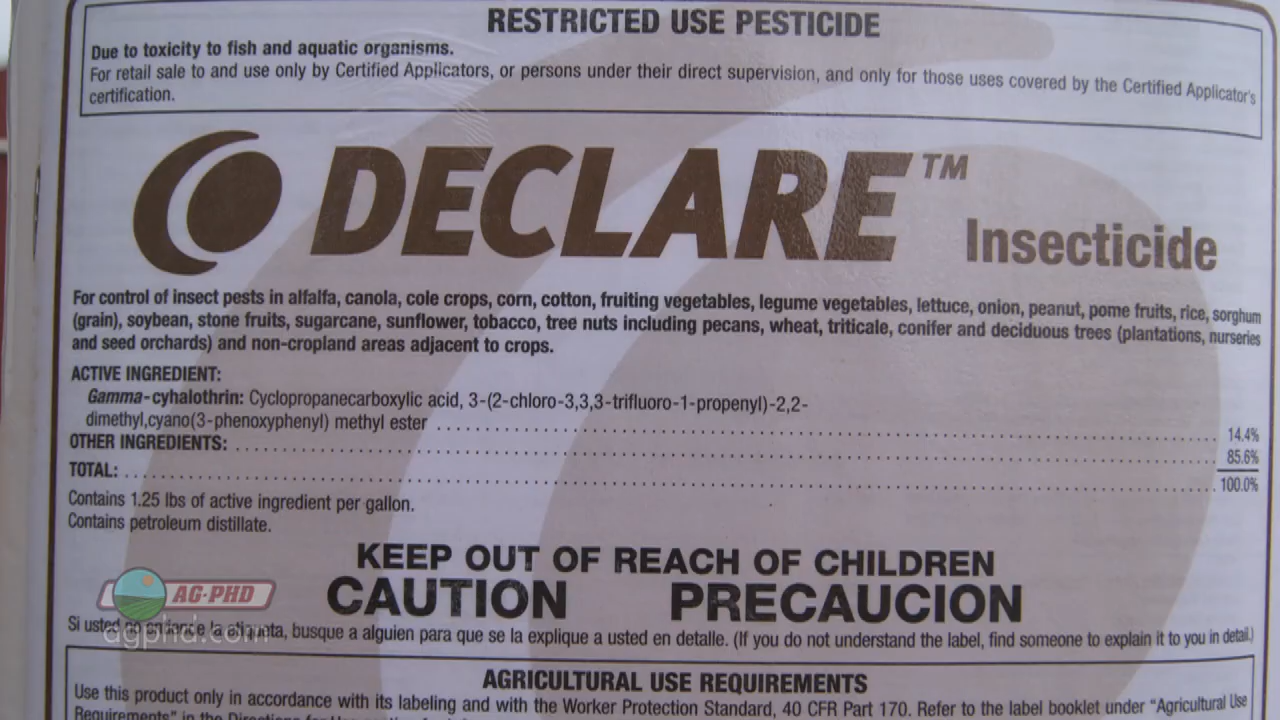 RESTRICTED USE PESTICIDE
Due to toxicity to fish and aquatic organisms.
For retail sale to and use only by Certified Applicators, or persons under their direct supervision, and only for those uses covered by the Certified Applicator's
certification.
DECLARE™ Insecticide
For control of insect pests in alfalfa, canola, cole crops, corn, cotton, fruiting vegetables, legume vegetables, lettuce, onion, peanut, pome fruits, rice, sorghum
(grain), soybean, stone fruits, sugarcane, sunflower, tobacco, tree nuts including pecans, wheat, triticale, conifer and deciduous trees (plantations, nurseries
and seed orchards) and non-cropland areas adjacent to crops.
ACTIVE INGREDIENT:
Gamma-cyhalothrin: Cyclopropanecarboxylic acid, 3-(2-chloro-3,3,3-trifluoro-1-propenyl)-2,2-
dimethyl,cyano(3-phenoxyphenyl) methyl ester 14.4%
OTHER INGREDIENTS: 85.6%
TOTAL: 100.0%
Contains 1.25 lbs of active ingredient per gallon.
Contains petroleum distillate.
KEEP OUT OF REACH OF CHILDREN
CAUTION PRECAUCION
AG-PHD
agphd.com
Si usted la etiqueta, busque a alguien para que se la explique a usted en detalle. (If you do not understand the label, find someone to explain it to you in detail.)
AGRICULTURAL USE REQUIREMENTS
Use this product only in accordance with its labeling and with the Worker Protection Standard, 40 CFR Part 170. Refer to the label booklet under "Agricultural Use
Requirements" in the Directions